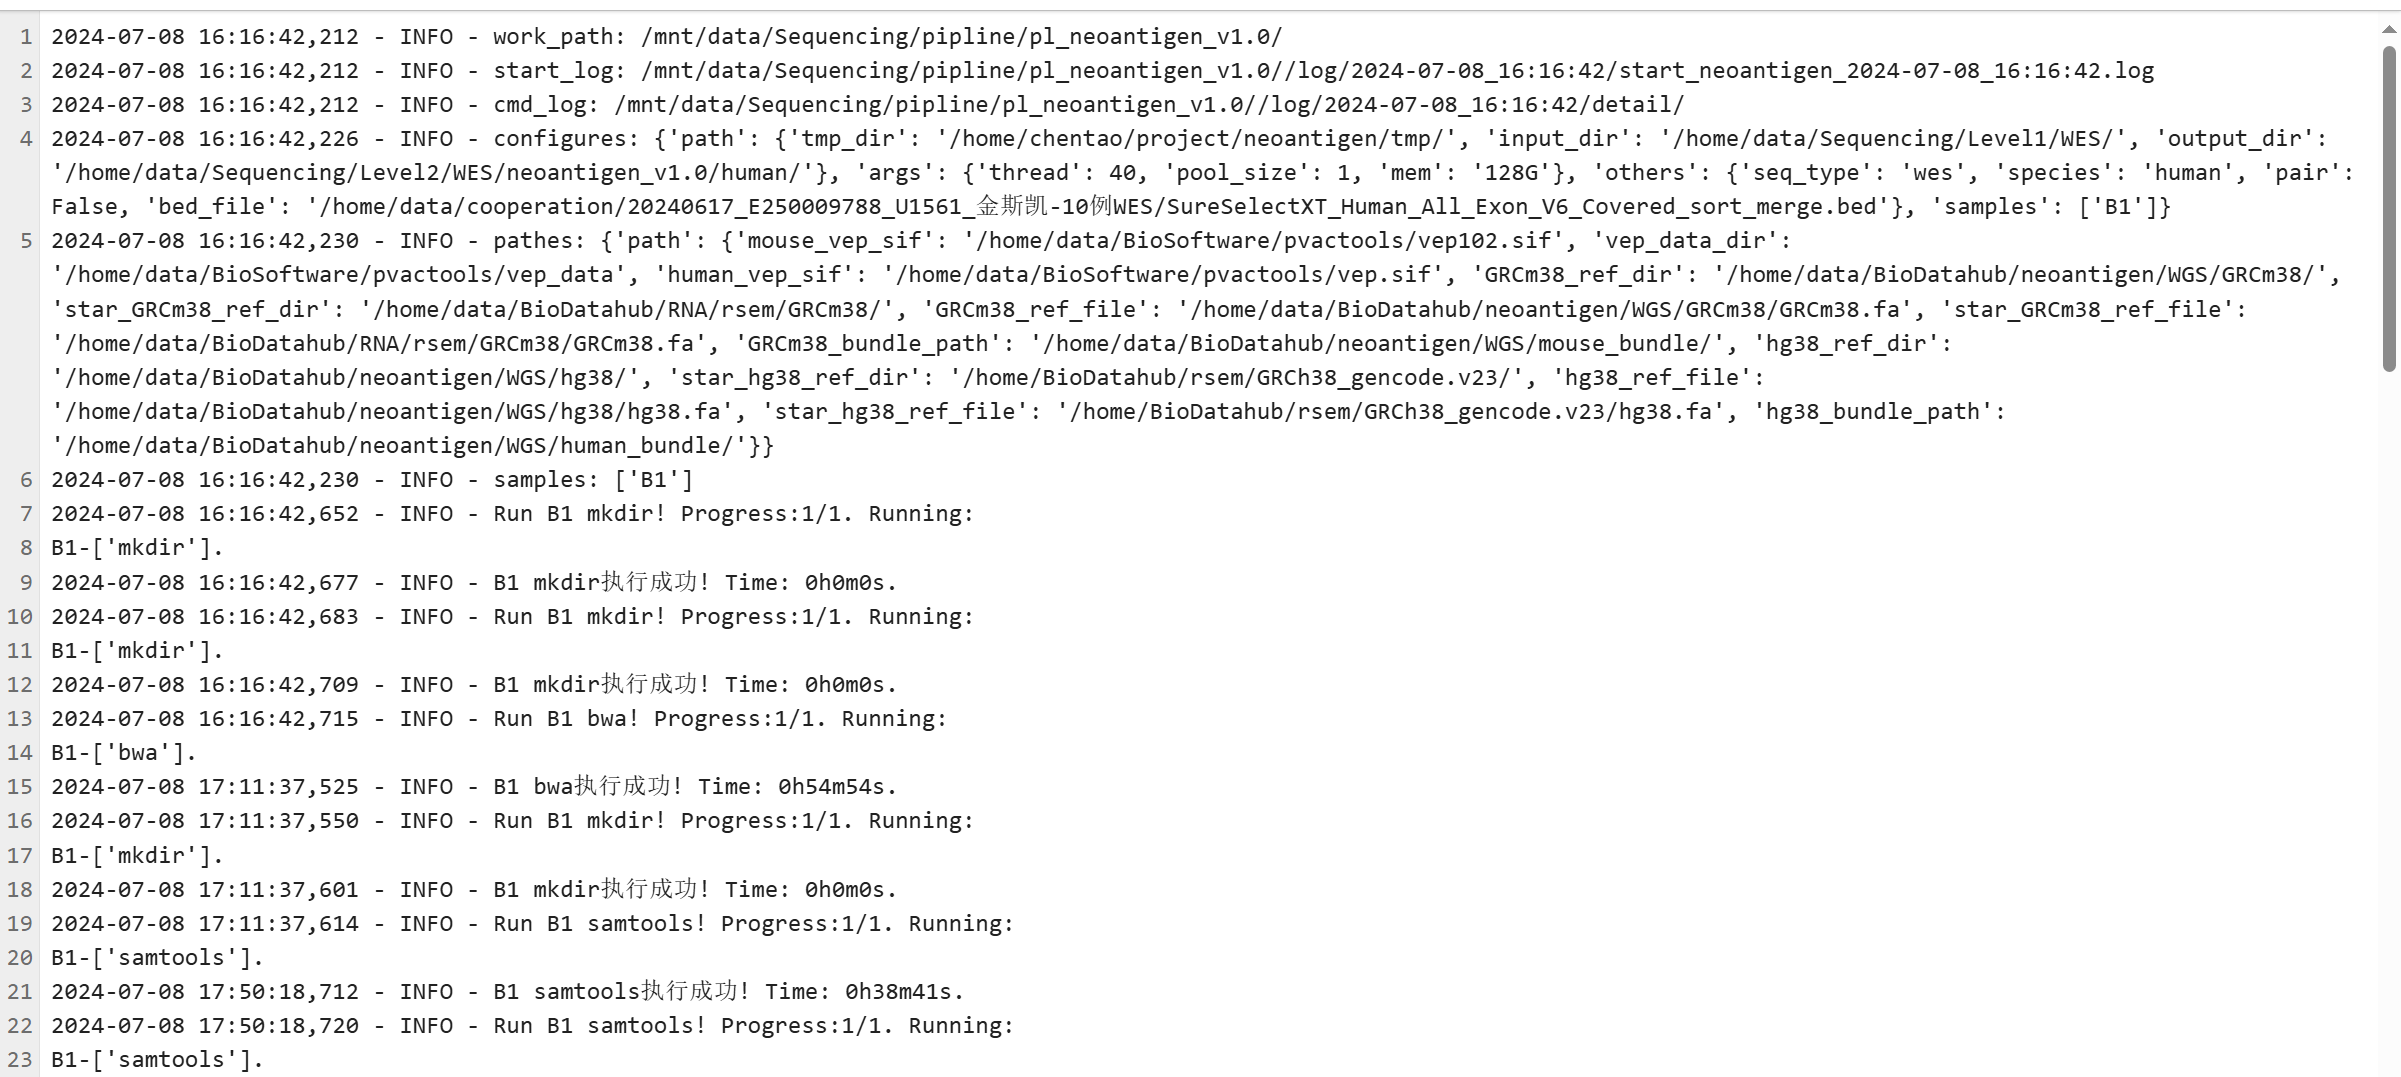 1 2024-07-08 16:16:42,212 - INFO - work_path: /mnt/data/Sequencing/pipline/pl_neoantigen_v1.0/
2 2024-07-08 16:16:42,212 - INFO - start_log: /mnt/data/Sequencing/pipline/pl_neoantigen_v1.0//log/2024-07-08_16:16:42/start_neoantigen_2024-07-08_16:16:42.log
3 2024-07-08 16:16:42,212 - INFO - cmd_log: /mnt/data/Sequencing/pipline/pl_neoantigen_v1.0//log/2024-07-08_16:16:42/detail/
4 2024-07-08 16:16:42,226 - INFO - configures: {'path': {'tmp_dir': '/home/chentao/project/neoantigen/tmp/', 'input_dir': '/home/data/Sequencing/Level1/WES/', 'output_dir':
'/home/data/Sequencing/Level2/WES/neoantigen_v1.0/human/'}, 'args': {'thread': 40, 'pool_size': 1, 'mem': '128G'}, 'others': {'seq_type': 'wes', 'species': 'human', 'pair':
False, 'bed_file': '/home/data/cooperation/20240617_E250009788_U1561_金斯凯-10例WES/SureSelectXT_Human_All_Exon_V6_Covered_sort_merge.bed'}, 'samples': ['B1']}
5 2024-07-08 16:16:42,230 - INFO - pathes: {'path': {'mouse_vep_sif': '/home/data/BioSoftware/pvactools/vep102.sif', 'vep_data_dir':
'/home/data/BioSoftware/pvactools/vep_data', 'human_vep_sif': '/home/data/BioSoftware/pvactools/vep.sif', 'GRCm38_ref_dir': '/home/data/BioDatahub/neoantigen/WGS/GRCm38/',
'star_GRCm38_ref_dir': '/home/data/BioDatahub/RNA/rsem/GRCm38/', 'GRCm38_ref_file': '/home/data/BioDatahub/neoantigen/WGS/GRCm38/GRCm38.fa', 'star_GRCm38_ref_file':
'/home/data/BioDatahub/RNA/rsem/GRCm38/GRCm38.fa', 'GRCm38_bundle_path': '/home/data/BioDatahub/neoantigen/WGS/mouse_bundle/', 'hg38_ref_dir':
'/home/data/BioDatahub/neoantigen/WGS/hg38/', 'star_hg38_ref_dir': '/home/BioDatahub/rsem/GRCh38_gencode.v23/', 'hg38_ref_file':
'/home/data/BioDatahub/neoantigen/WGS/hg38/hg38.fa', 'star_hg38_ref_file': '/home/BioDatahub/rsem/GRCh38_gencode.v23/hg38.fa', 'hg38_bundle_path':
'/home/data/BioDatahub/neoantigen/WGS/human_bundle/'}}
6 2024-07-08 16:16:42,230 - INFO - samples: ['B1']
7 2024-07-08 16:16:42,652 - INFO - Run B1 mkdir! Progress:1/1. Running:
8 B1-['mkdir'].
9 2024-07-08 16:16:42,677 - INFO - B1 mkdir执行成功! Time: 0h0m0s.
10 2024-07-08 16:16:42,683 - INFO - Run B1 mkdir! Progress:1/1. Running:
11 B1-['mkdir'].
12 2024-07-08 16:16:42,709 - INFO - B1 mkdir执行成功! Time: 0h0m0s.
13 2024-07-08 16:16:42,715 - INFO - Run B1 bwa! Progress:1/1. Running:
14 B1-['bwa'].
15 2024-07-08 17:11:37,525 - INFO - B1 bwa执行成功! Time: 0h54m54s.
16 2024-07-08 17:11:37,550 - INFO - Run B1 mkdir! Progress:1/1. Running:
17 B1-['mkdir'].
18 2024-07-08 17:11:37,601 - INFO - B1 mkdir执行成功! Time: 0h0m0s.
19 2024-07-08 17:11:37,614 - INFO - Run B1 samtools! Progress:1/1. Running:
20 B1-['samtools'].
21 2024-07-08 17:50:18,712 - INFO - B1 samtools执行成功! Time: 0h38m41s.
22 2024-07-08 17:50:18,720 - INFO - Run B1 samtools! Progress:1/1. Running:
23 B1-['samtools'].